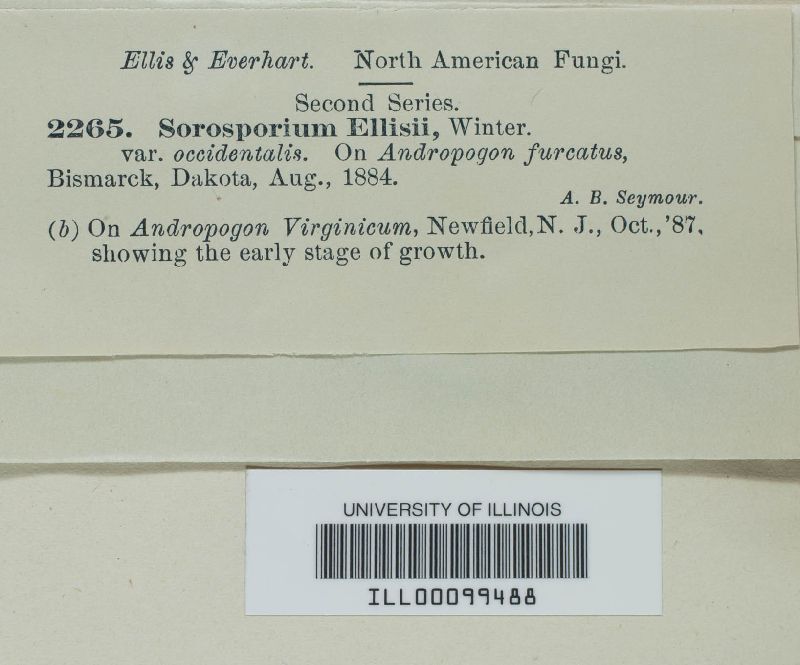 Ellis & Everhart. North American Fungi.
Second Series.
2265. Sorosporium Ellisii, Winter.
var. occidentalis. On Andropogon furcatus,
Bismarck, Dakota, Aug., 1884.
A. B. Seymour.
(b) On Andropogon Virginicum, Newfield, N. J., Oct., '87,
showing the early stage of growth.
UNIVERSITY OF ILLINOIS
ILL00099488